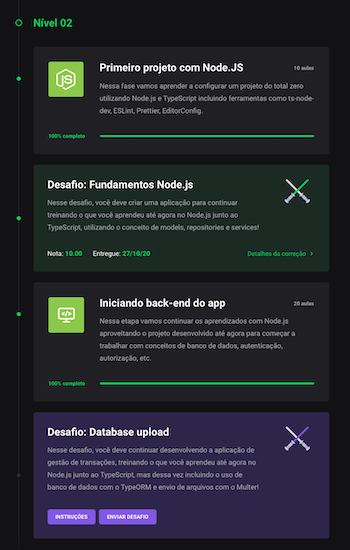 Nível 02
Primeiro projeto com Node.JS
10 aulas
Nessa fase vamos aprender a configurar um projeto do total zero
utilizando Node.js e TypeScript incluindo ferramentas como ts-node-
dev, ESLint, Prettier, EditorConfig.
100% completo
Desafio: Fundamentos Node.js
Nesse desafio, você deve criar uma aplicação para continuar
treinando o que você aprendeu até agora no Node.js junto ao
TypeScript, utilizando o conceito de models, repositories e services!
Nota: 10.00 Entregue: 27/10/20 Detalhes da correção
Iniciando back-end do app
20 aulas
Nessa etapa vamos continuar os aprendizados com Node.js
aproveitando o projeto desenvolvido até agora para começar a
trabalhar com conceitos de banco de dados, autenticação,
autorização, etc.
100% completo
Desafio: Database upload
Nesse desafio, você deve continuar desenvolvendo a aplicação de
gestão de transações, treinando o que você aprendeu até agora no
Node.js junto ao TypeScript, mas dessa vez incluindo o uso de
banco de dados com o TypeORM e envio de arquivos com o Multer!
INSTRUÇÕES ENVIAR DESAFIO